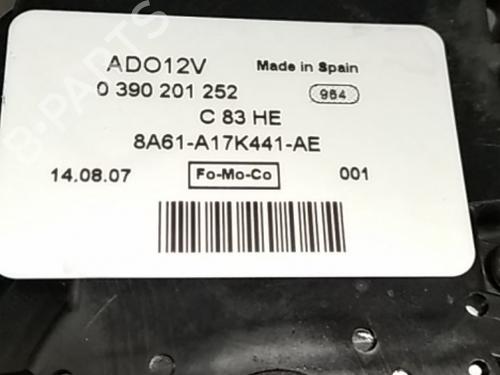 ADO12V Made in Spain
0 390 201 252 964
C 83 HE
8A61-A17K441-AE
14.08.07 Fo-Mo-Co 001
B-PARTS